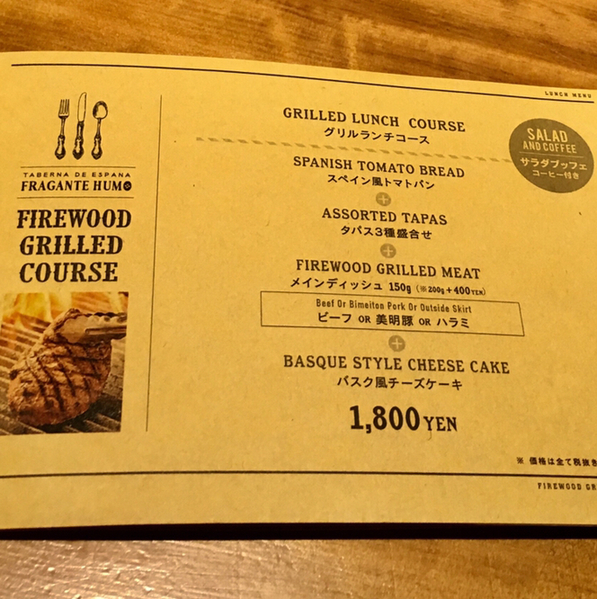 LUNCH MENU
TABERNA DE ESPANA
FRAGANTE HUMO
FIREWOOD
GRILLED
COURSE
GRILLED LUNCH COURSE
グリルランチコース
SALAD
AND COFFEE
サラダブッフェ
コーヒー付き
SPANISH TOMATO BREAD
スペイン風トマトパン
+
ASSORTED TAPAS
タパス3種盛合せ
+
FIREWOOD GRILLED MEAT
メインディッシュ 150g (※200g+400YEN)
Beef Or Bimeiton Pork Or Outside Skirt
ビーフ OR 美明豚 OR ハラミ
+
BASQUE STYLE CHEESE CAKE
バスク風チーズケーキ
1,800 YEN
※ 価格は全て税抜き
FIREWOOD GR